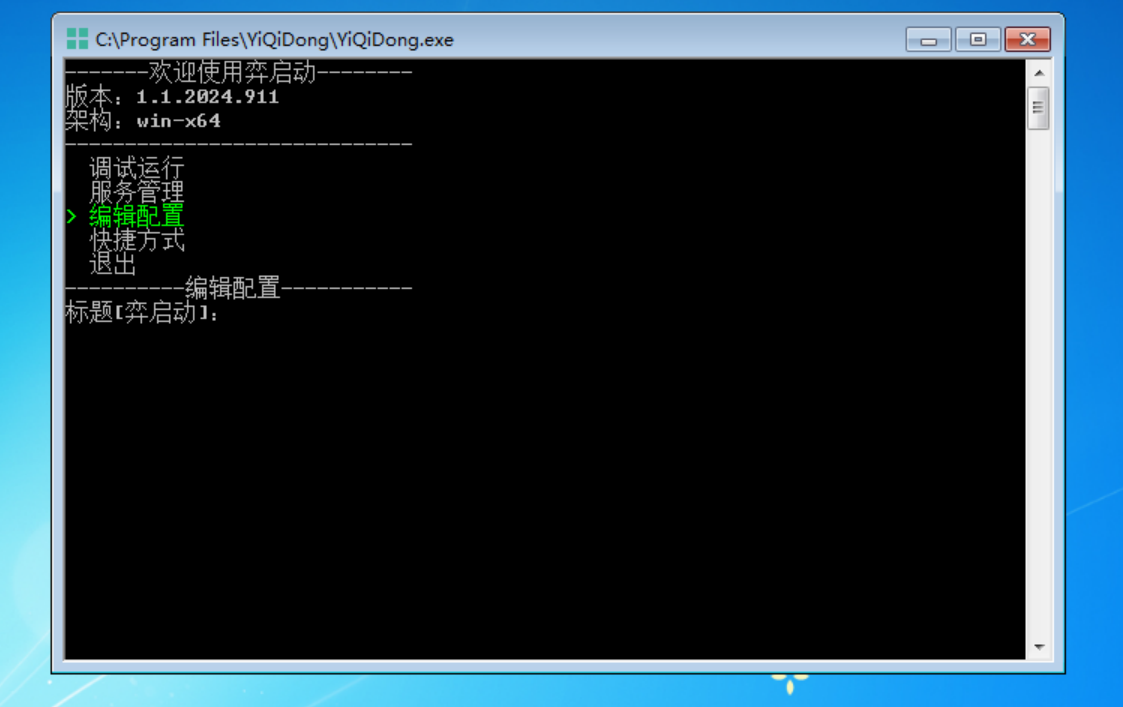 C:\Program Files\YiQiDong\YiQiDong.exe
-------欢迎使用弈启动--------
版本：1.1.2024.911
架构：win-x64
-----------------------------
调试运行
服务管理
> 编辑配置
快捷方式
退出
----------编辑配置-----------
标题[弈启动]：